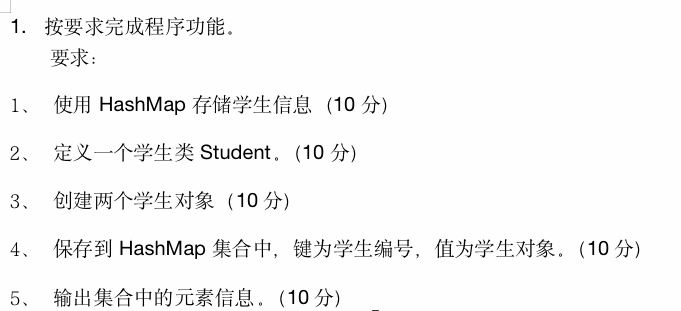 1. 按要求完成程序功能。
要求：
1、 使用 HashMap 存储学生信息（10 分）
2、 定义一个学生类 Student。（10 分）
3、 创建两个学生对象（10 分）
4、 保存到 HashMap 集合中，键为学生编号，值为学生对象。（10 分）
5、 输出集合中的元素信息。（10 分）